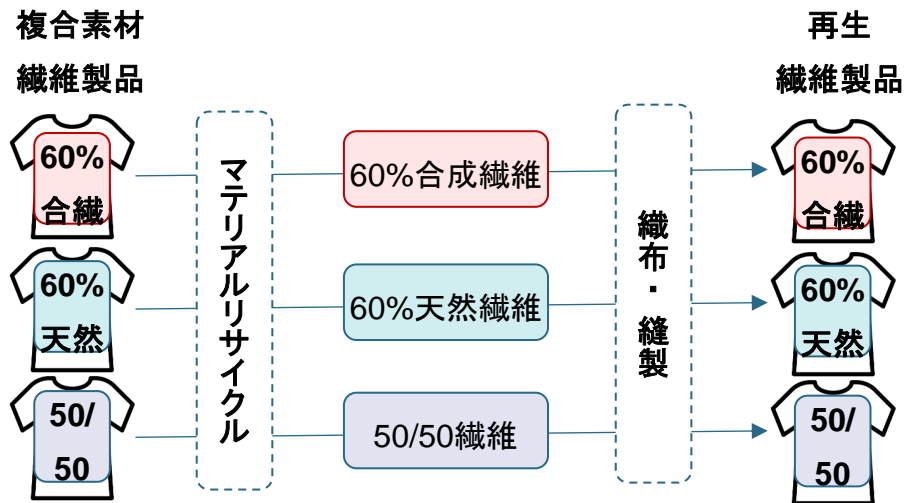 複合素材
繊維製品
60%
合繊
60%
天然
50/
50
マテリアルリサイクル
60%合成繊維
60%天然繊維
50/50繊維
織布・縫製
再生
繊維製品
60%
合繊
60%
天然
50/
50